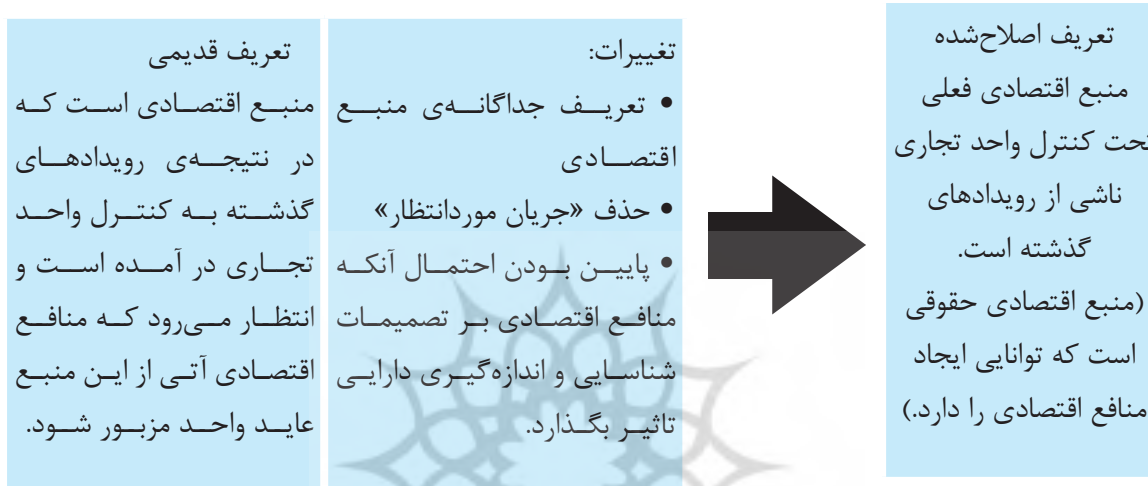 تعریف اصلاح‌شده
منبع اقتصادی فعلی
تحت کنترل واحد تجاری
ناشی از رویدادهای
گذشته است.
(منبع اقتصادی حقوقی
است که توانایی ایجاد
منافع اقتصادی را دارد.)
تغییرات:
• تعریف جداگانه‌ی منبع
اقتصادی
• حذف «جریان موردانتظار»
• پایین بودن احتمال آنکه
منافع اقتصادی بر تصمیمات
شناسایی و اندازه‌گیری دارایی
تاثیر بگذارد.
تعریف قدیمی
منبع اقتصادی است که
در نتیجه‌ی رویدادهای
گذشته به کنترل واحد
تجاری در آمده است و
انتظار می‌رود که منافع
اقتصادی آتی از این منبع
عاید واحد مزبور شود.